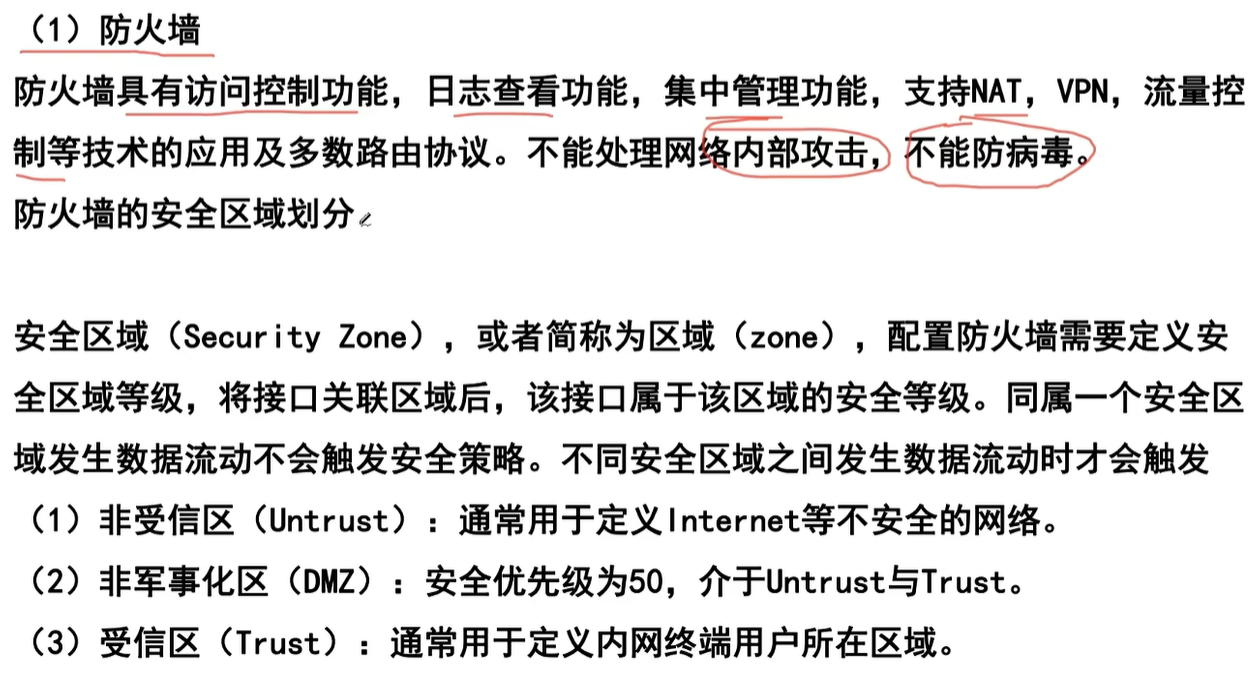 （1）防火墙
防火墙具有访问控制功能，日志查看功能，集中管理功能，支持NAT，VPN，流量控
制等技术的应用及多数路由协议。不能处理网络内部攻击，不能防病毒。
防火墙的安全区域划分
安全区域（Security Zone），或者简称为区域（zone），配置防火墙需要定义安
全区域等级，将接口关联区域后，该接口属于该区域的安全等级。同属一个安全区
域发生数据流动不会触发安全策略。不同安全区域之间发生数据流动时才会触发
（1）非受信区（Untrust）：通常用于定义Internet等不安全的网络。
（2）非军事化区（DMZ）：安全优先级为50，介于Untrust与Trust。
（3）受信区（Trust）：通常用于定义内网终端用户所在区域。